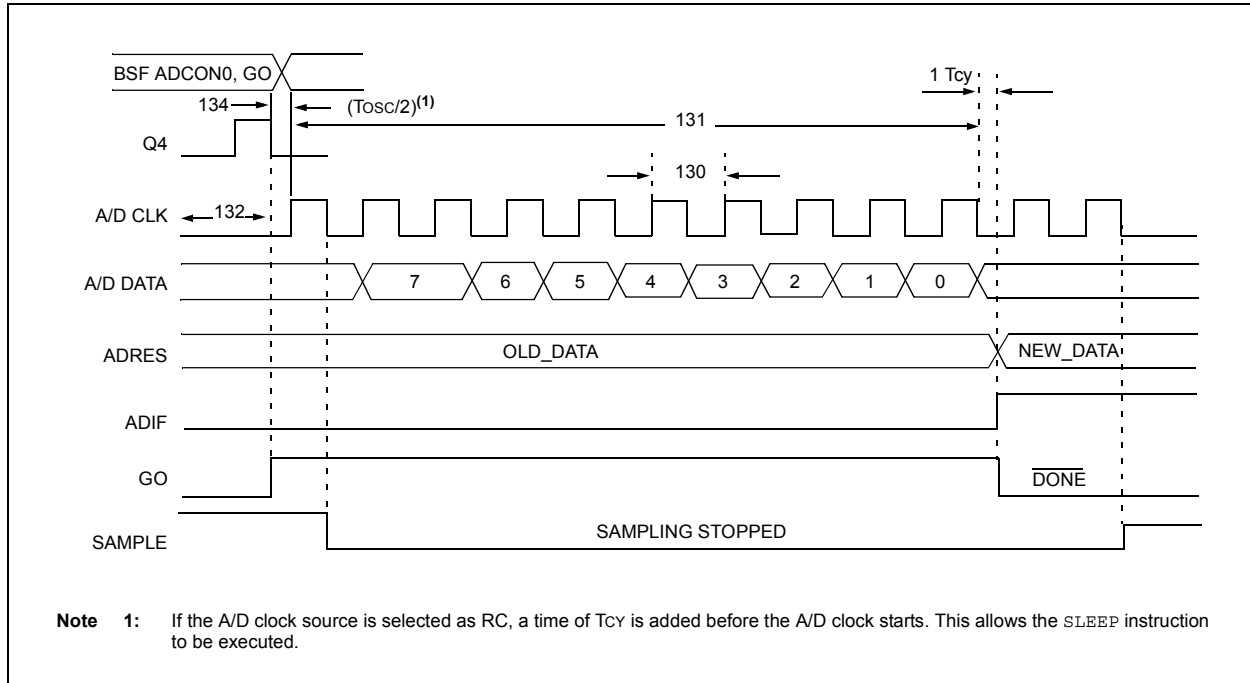 BSF ADCON0, GO
1 Tcy
134
(TOSC/2)(1)
131
Q4
130
A/D CLK
132
A/D DATA
7 6 5 4 3 2 1 0
ADRES
OLD_DATA
NEW_DATA
ADIF
GO
DONE
SAMPLE
SAMPLING STOPPED
Note 1: If the A/D clock source is selected as RC, a time of TCY is added before the A/D clock starts. This allows the SLEEP instruction
to be executed.